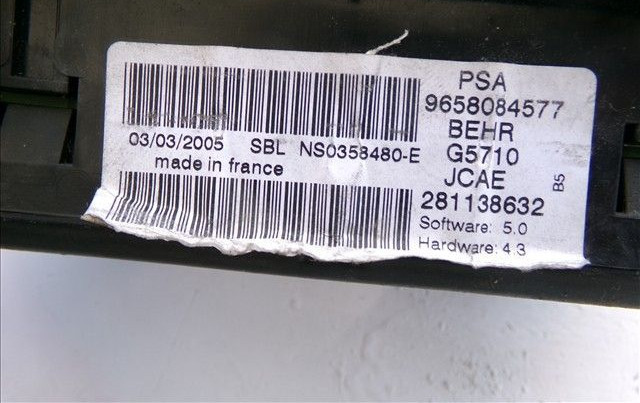 PSA
9658084577
BEHR
03/03/2005 SBL NS0358480-E G5710
made in france
JCAE
281138632
B5
Software: 5.0
Hardware: 4.3